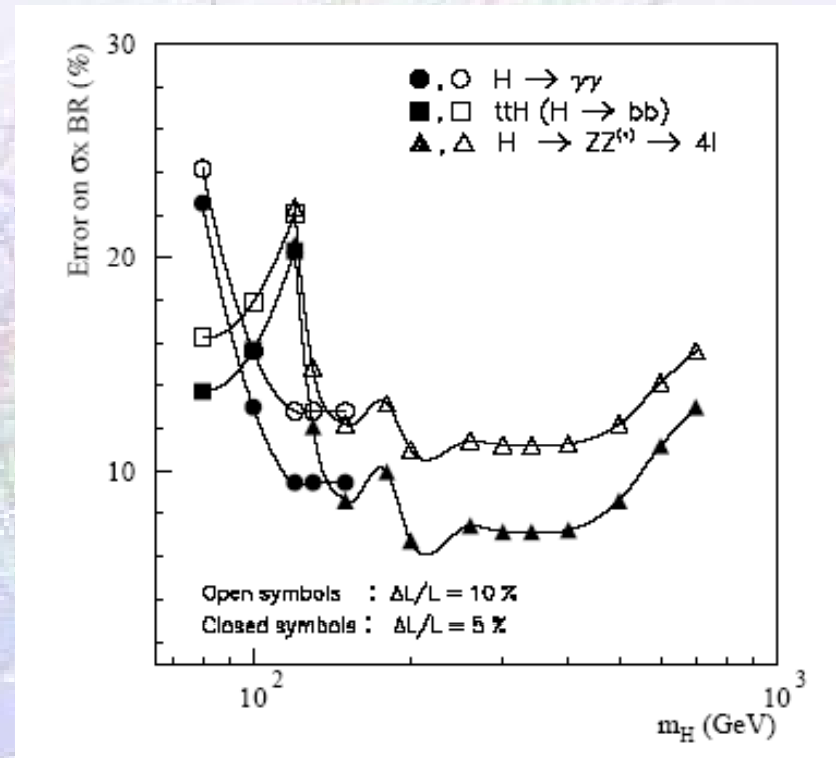 30
20
10
Error on σx BR (%)
●,○ H → γγ
■,□ ttH (H → bb)
▲,△ H → ZZ(*) → 4l
Open symbols : ΔL/L = 10 %
Closed symbols : ΔL/L = 5 %
10²
10³
m_H (GeV)